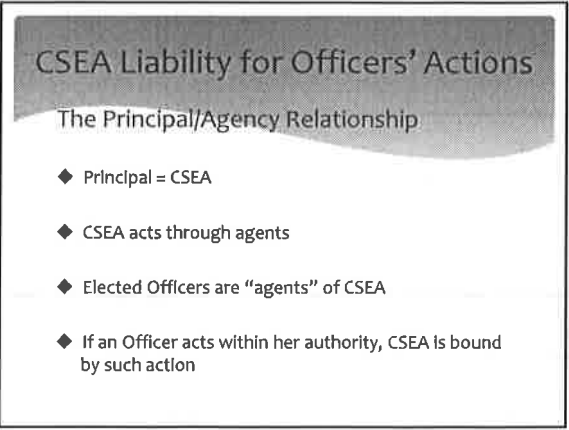 CSEA Liability for Officers' Actions
The Principal/Agency Relationship
◆ Principal = CSEA
◆ CSEA acts through agents
◆ Elected Officers are “agents” of CSEA
◆ If an Officer acts within her authority, CSEA is bound
by such action